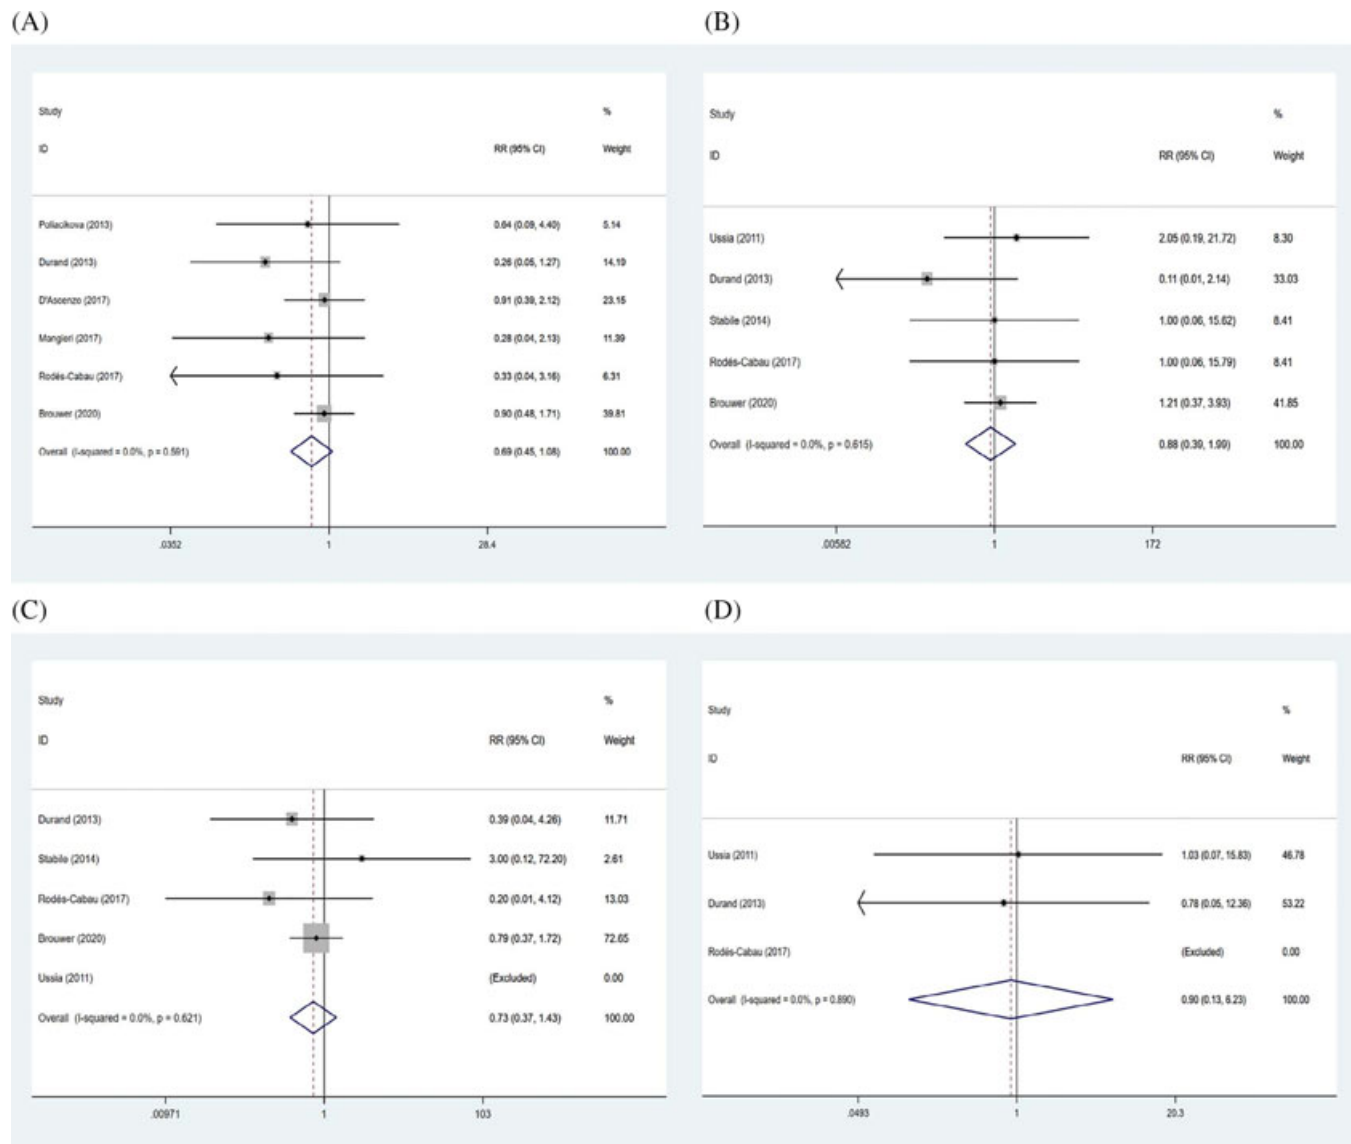 (A)
Study %
ID RR (95% CI) Weight
Poliacikova (2013) 0.64 (0.09, 4.40) 5.14
Durand (2013) 0.26 (0.05, 1.27) 14.19
D'Ascenzo (2017) 0.91 (0.39, 2.12) 23.15
Mangieri (2017) 0.28 (0.04, 2.13) 11.39
Rodés-Cabau (2017) 0.33 (0.04, 3.16) 6.31
Brouwer (2020) 0.90 (0.48, 1.71) 39.81
Overall (I-squared = 0.0%, p = 0.591) 0.69 (0.45, 1.08) 100.00
.0352 1 28.4
(B)
Study %
ID RR (95% CI) Weight
Ussia (2011) 2.05 (0.19, 21.72) 8.30
Durand (2013) 0.11 (0.01, 2.14) 33.03
Stabile (2014) 1.00 (0.06, 15.62) 8.41
Rodés-Cabau (2017) 1.00 (0.06, 15.79) 8.41
Brouwer (2020) 1.21 (0.37, 3.93) 41.85
Overall (I-squared = 0.0%, p = 0.615) 0.88 (0.39, 1.99) 100.00
.00582 1 172
(C)
Study %
ID RR (95% CI) Weight
Durand (2013) 0.39 (0.04, 4.26) 11.71
Stabile (2014) 3.00 (0.12, 72.20) 2.61
Rodés-Cabau (2017) 0.20 (0.01, 4.12) 13.03
Brouwer (2020) 0.79 (0.37, 1.72) 72.65
Ussia (2011) (Excluded) 0.00
Overall (I-squared = 0.0%, p = 0.621) 0.73 (0.37, 1.43) 100.00
.00971 1 103
(D)
Study %
ID RR (95% CI) Weight
Ussia (2011) 1.03 (0.07, 15.83) 46.78
Durand (2013) 0.78 (0.05, 12.36) 53.22
Rodés-Cabau (2017) (Excluded) 0.00
Overall (I-squared = 0.0%, p = 0.890) 0.90 (0.13, 6.23) 100.00
.0493 1 20.3